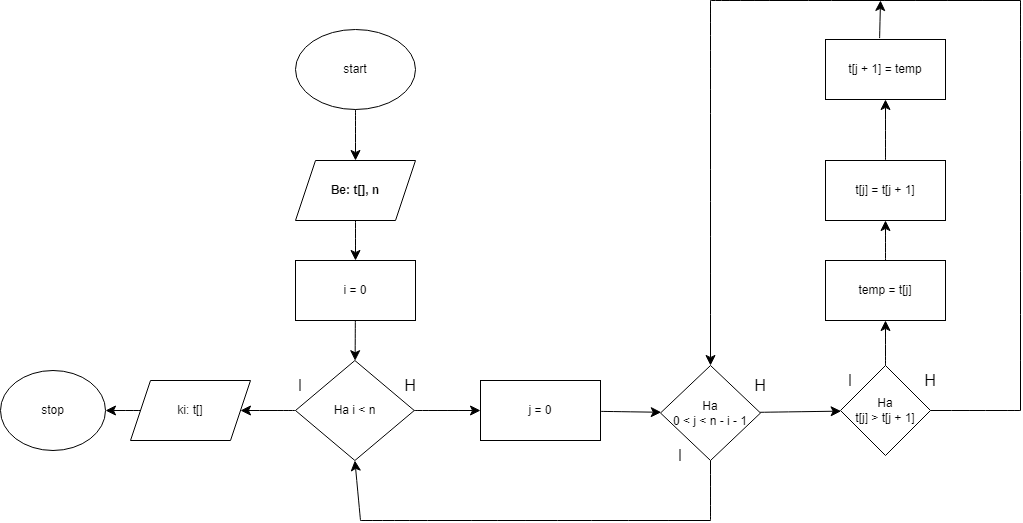 start
Be: t[], n
i = 0
I
Ha i < n
H
ki: t[]
stop
j = 0
Ha
0 < j < n - i - 1
H
I
I
Ha
t[j] > t[j + 1]
H
temp = t[j]
t[j] = t[j + 1]
t[j + 1] = temp